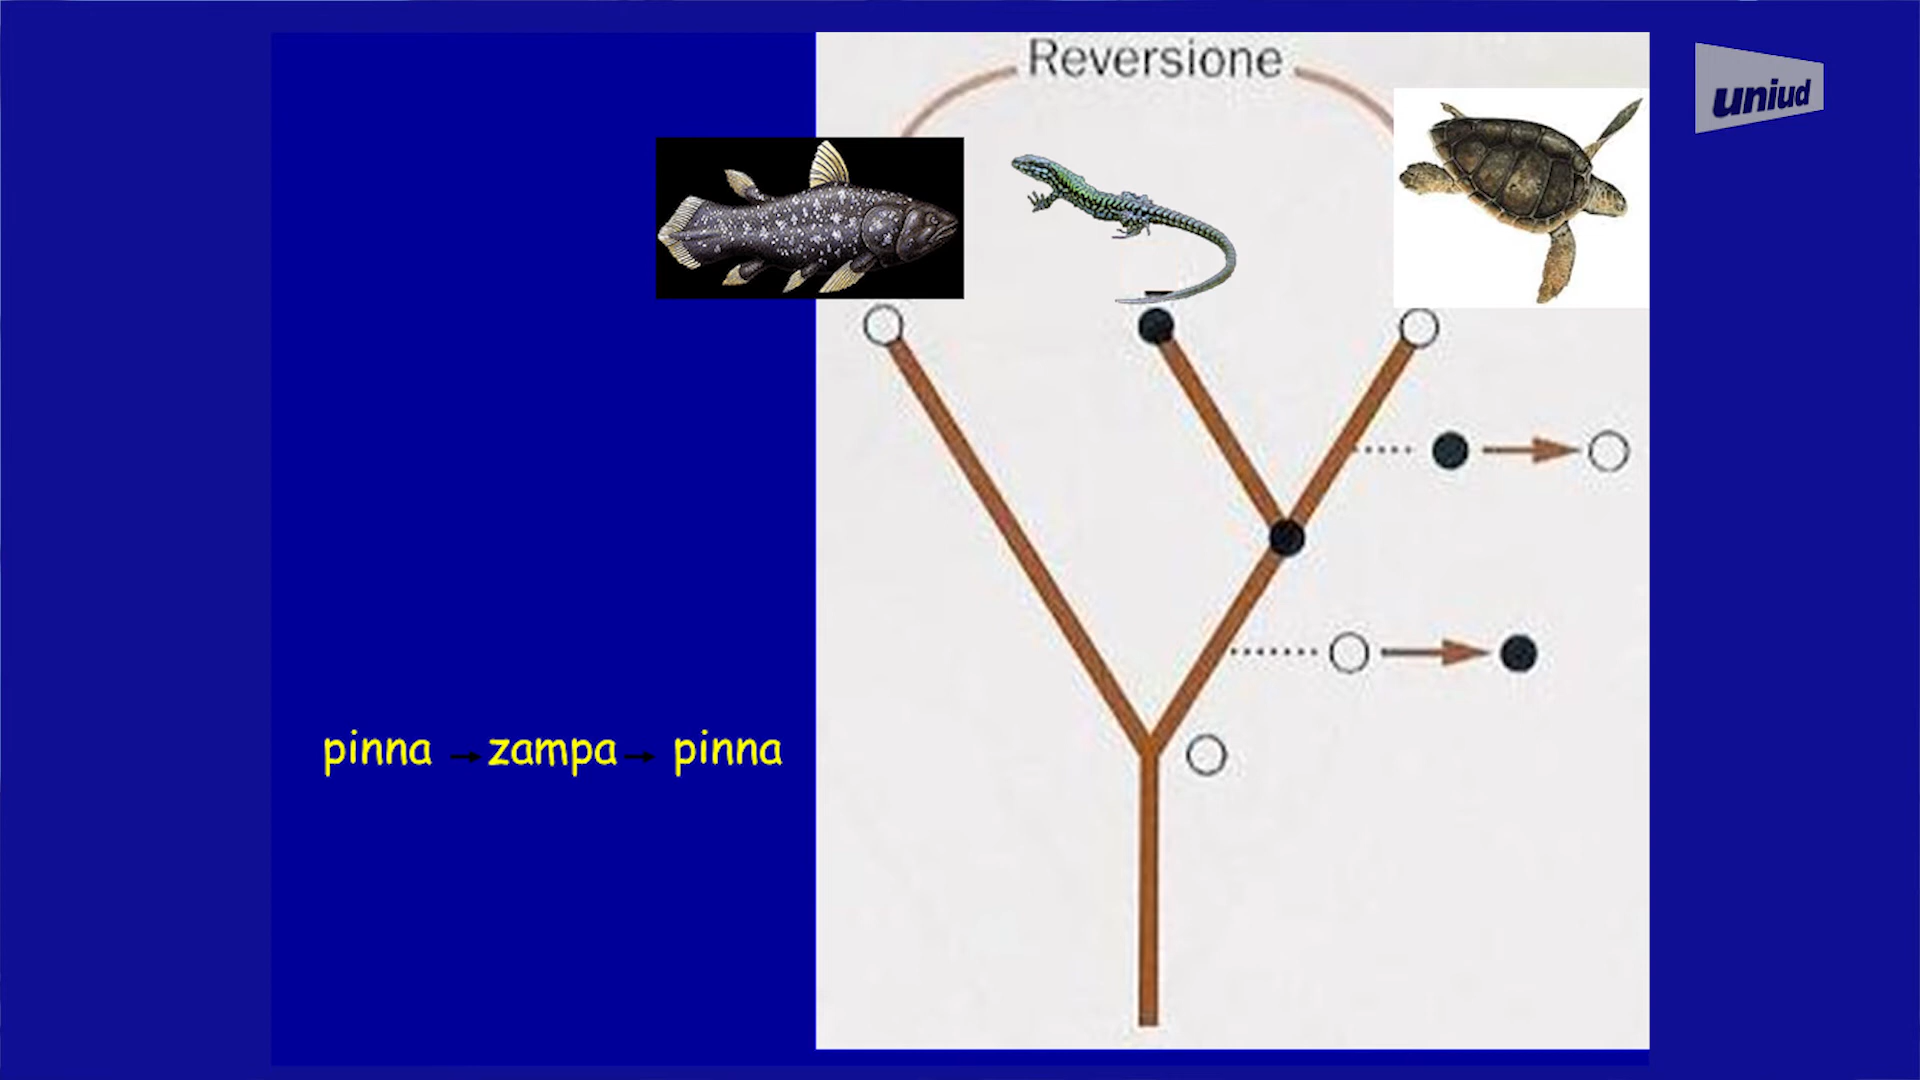 Reversione
uniud
pinna → zampa → pinna